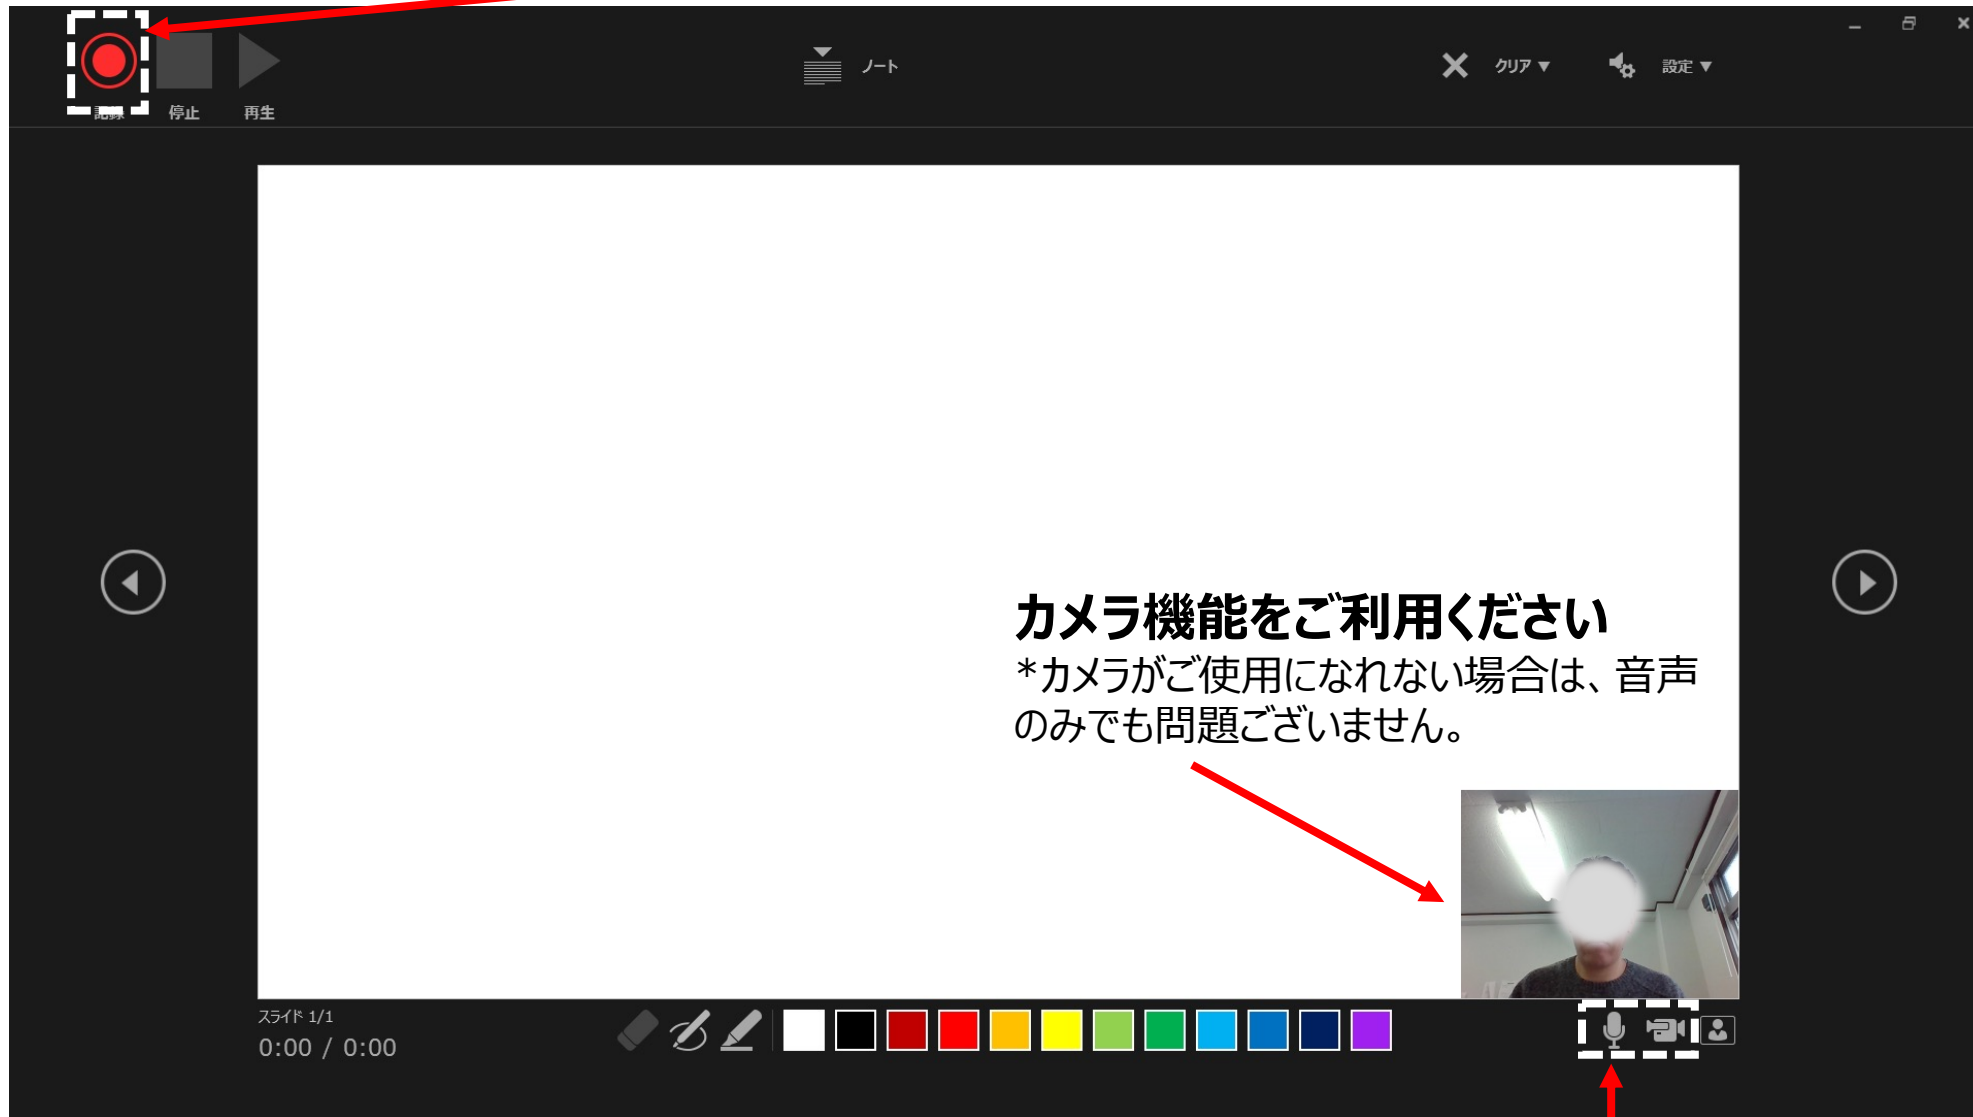 ノート
クリア
設定
記録 停止 再生
カメラ機能をご利用ください
*カメラがご使用になれない場合は、音声
のみでも問題ございません。
スライド 1/1
0:00 / 0:00